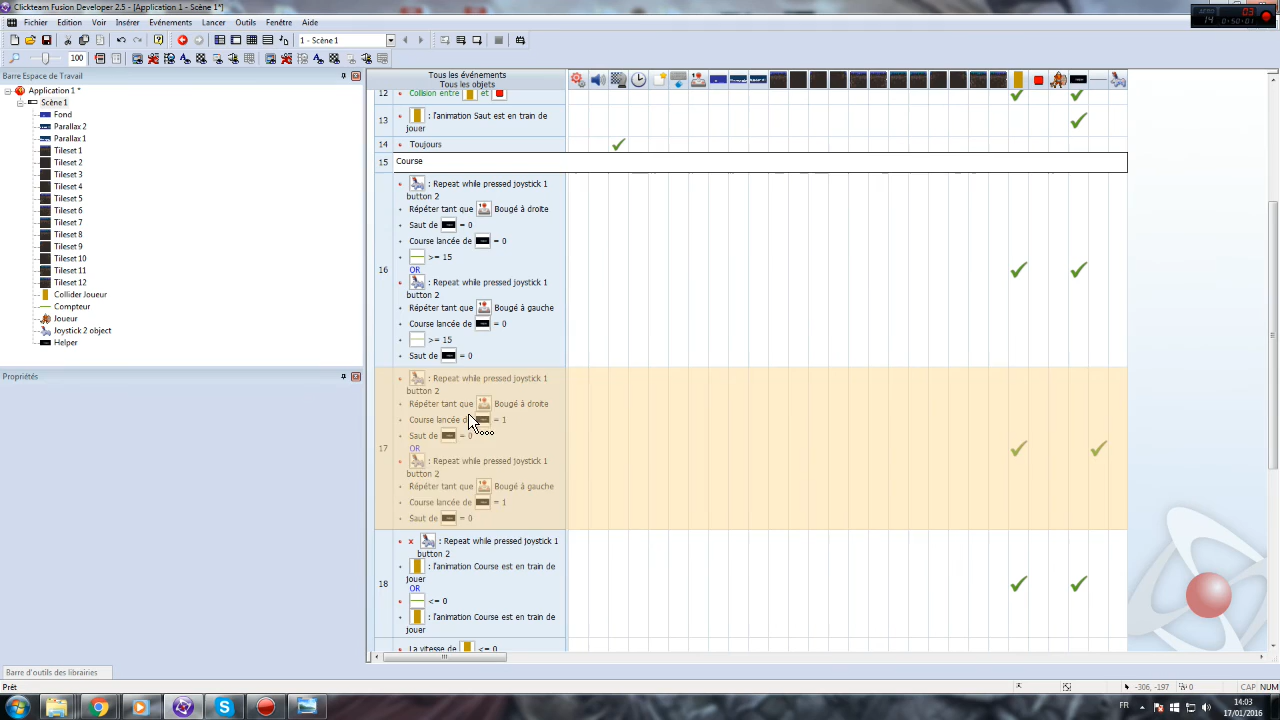 Clickteam Fusion Developer 2.5 - [Application 1 - Scène 1*]
Fichier Edition Voir Insérer Evénements Lancer Outils Fenêtre Aide
1 - Scène 1
100
Barre Espace de Travail
Application 1 *
Scène 1
Fond
Parallax 2
Parallax 1
Tileset 1
Tileset 2
Tileset 3
Tileset 4
Tileset 5
Tileset 6
Tileset 7
Tileset 8
Tileset 9
Tileset 10
Tileset 11
Tileset 12
Collider Joueur
Compteur
Joueur
Joystick 2 object
Helper
Propriétés
Barre d'outils des librairies
Prêt
Tous les événements
Tous les objets
12 Collision entre et
13 : l'animation Saut est en train de
jouer
14 Toujours
15 Course
16
: Repeat while pressed joystick 1
button 2
Répéter tant que Bougé à droite
Saut de = 0
Course lancée de = 0
>= 15
OR
: Repeat while pressed joystick 1
button 2
Répéter tant que Bougé à gauche
Course lancée de = 0
>= 15
Saut de = 0
17
: Repeat while pressed joystick 1
button 2
Répéter tant que Bougé à droite
Course lancée d = 1
Saut de = 0
OR
: Repeat while pressed joystick 1
button 2
Répéter tant que Bougé à gauche
Course lancée de = 1
Saut de = 0
18
X : Repeat while pressed joystick 1
button 2
: l'animation Course est en train de
jouer
OR
<= 0
: l'animation Course est en train de
jouer
La vitesse de <= 0
-306, -197 0 CAP NUM
FR 14:03
17/01/2016
03
14 0:50:01